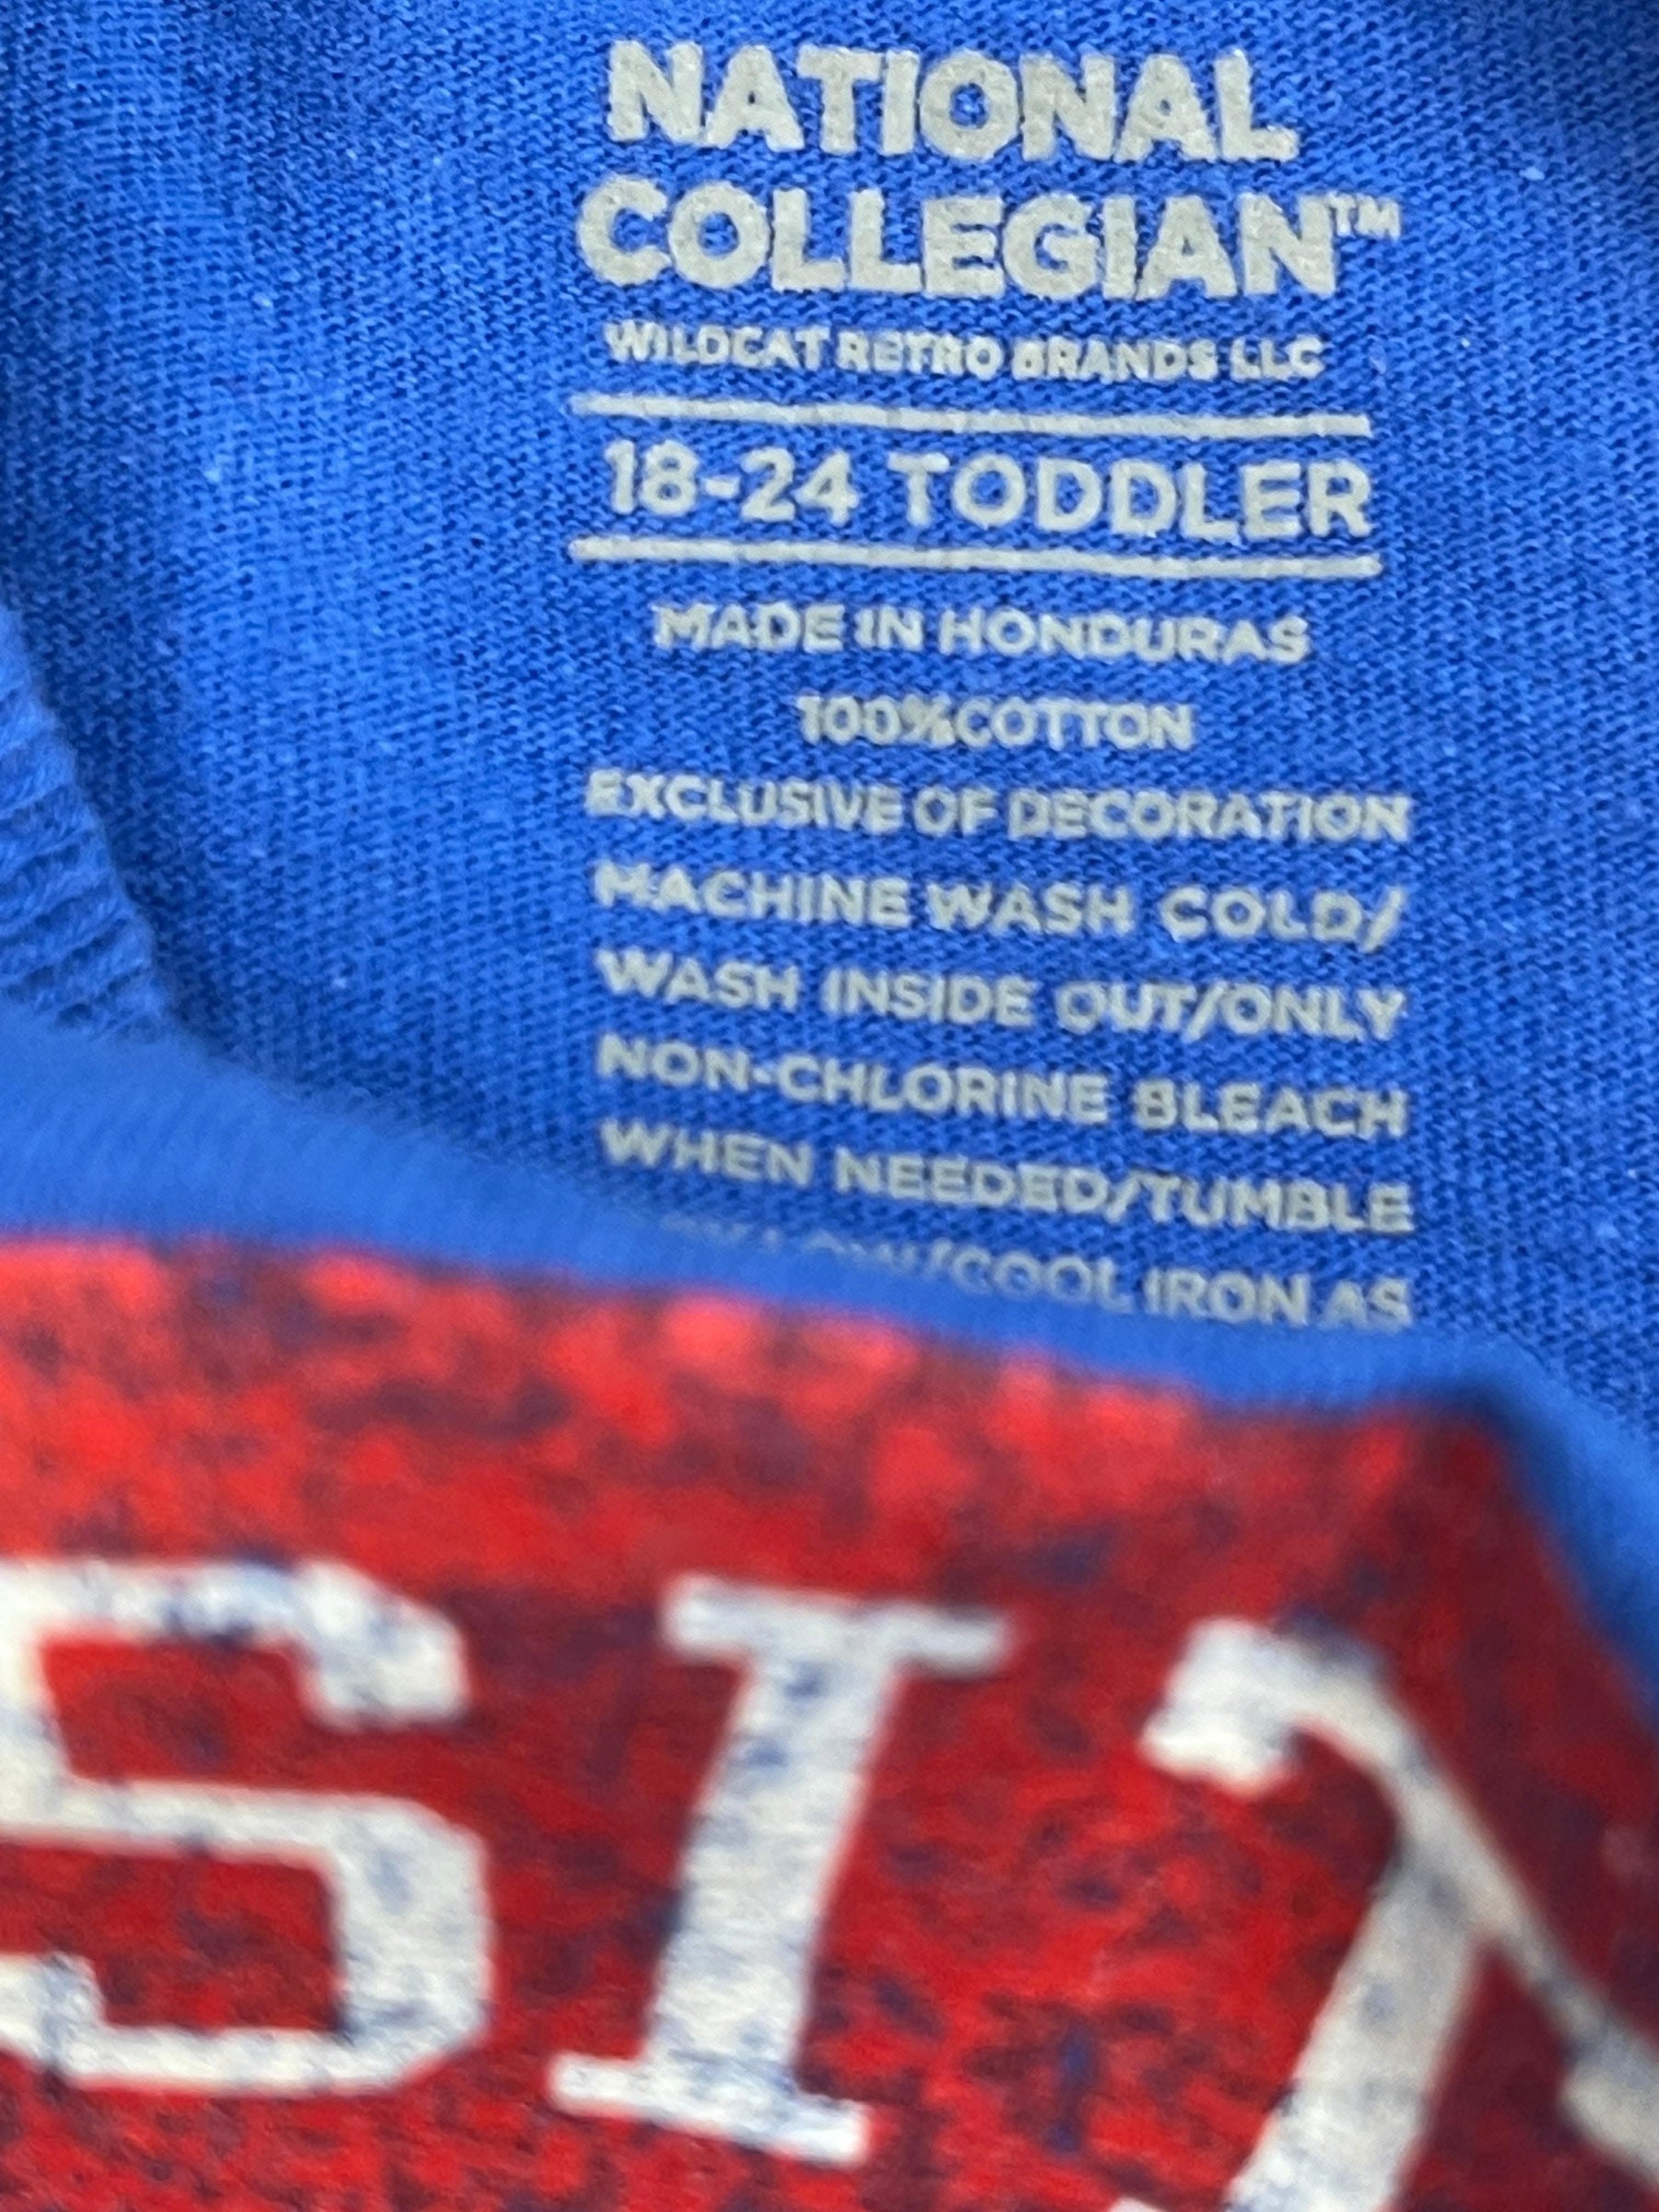 NATIONAL
COLLEGIAN™
WILDCAT RETRO BRANDS LLC
18-24 TODDLER
MADE IN HONDURAS
100%COTTON
EXCLUSIVE OF DECORATION
MACHINE WASH COLD/
WASH INSIDE OUT/ONLY
NON-CHLORINE BLEACH
WHEN NEEDED/TUMBLE
/COOL IRON AS
SI